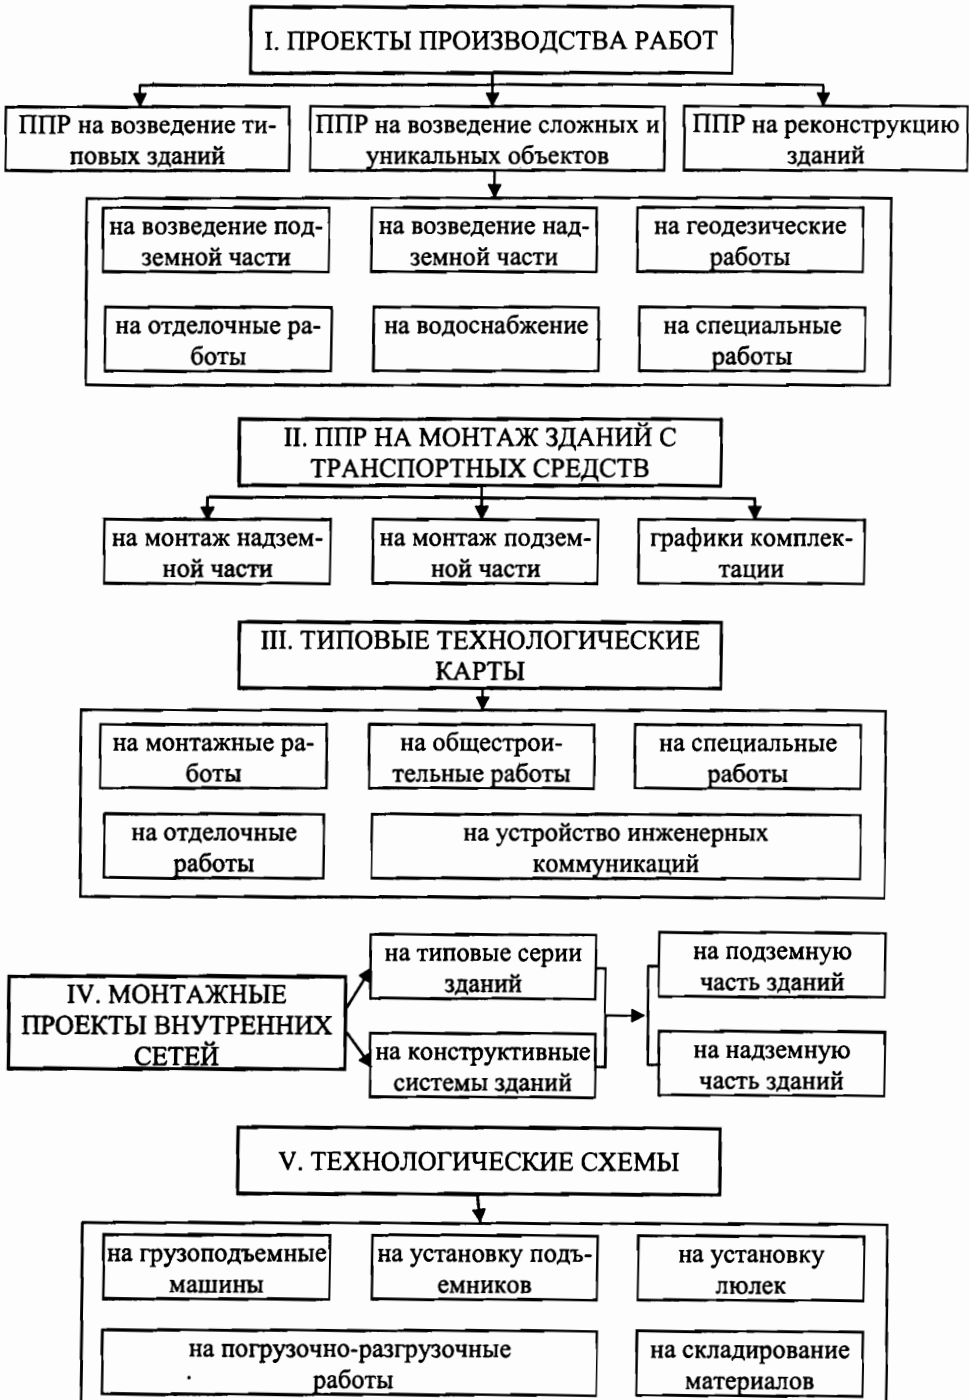 I. ПРОЕКТЫ ПРОИЗВОДСТВА РАБОТ
ППР на возведение ти-
повых зданий
ППР на возведение сложных и
уникальных объектов
ППР на реконструкцию
зданий
на возведение под-
земной части
на возведение над-
земной части
на геодезические
работы
на отделочные ра-
боты
на водоснабжение
на специальные
работы
II. ППР НА МОНТАЖ ЗДАНИЙ С
ТРАНСПОРТНЫХ СРЕДСТВ
на монтаж надзем-
ной части
на монтаж подзем-
ной части
графики комплек-
тации
III. ТИПОВЫЕ ТЕХНОЛОГИЧЕСКИЕ
КАРТЫ
на монтажные ра-
боты
на общестрои-
тельные работы
на специальные
работы
на отделочные
работы
на устройство инженерных
коммуникаций
IV. МОНТАЖНЫЕ
ПРОЕКТЫ ВНУТРЕННИХ
СЕТЕЙ
на типовые серии
зданий
на конструктивные
системы зданий
на подземную
часть зданий
на надземную
часть зданий
V. ТЕХНОЛОГИЧЕСКИЕ СХЕМЫ
на грузоподъемные
машины
на установку подъ-
емников
на установку
люлек
на погрузочно-разгрузочные
работы
на складирование
материалов